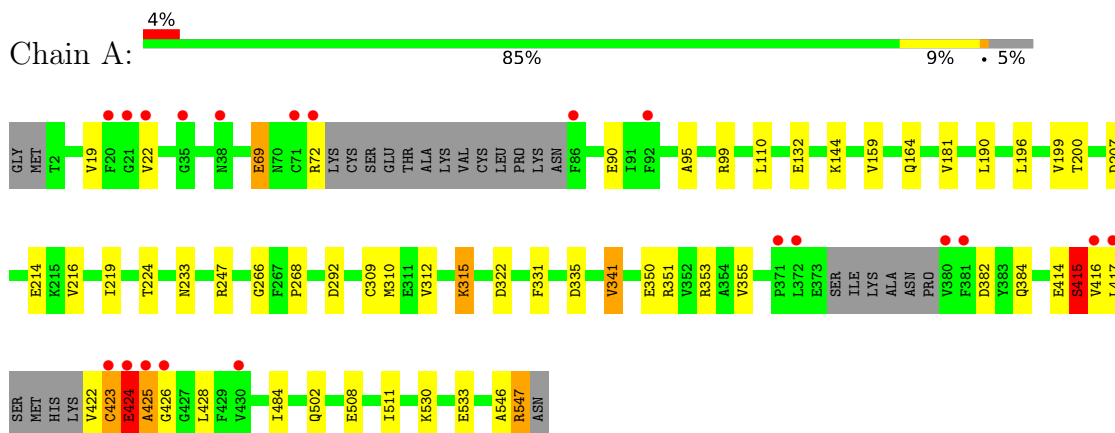 4%
Chain A:
85% 9% • 5%
GLY MET T2 V19 F20 G21 V22 G35 N38 E69 N70 C71 R72 LYS CYS SER GLU THR ALA LYS VAL CYS LEU PRO LYS ASN F86 E90 I91 F92 A95 R99 L110 E132 K144 V159 Q164 V181 L190 L196 V199 T200
E214 K215 V216 I219 T224 N233 R247 G266 F267 P268 D292 C309 M310 E311 V312 K315 D322 F331 D335 V341 E350 R351 V352 R353 A354 V355 P371 L372 E373 SER ILE LYS ALA ASN PRO V380 F381 D382 Y383 Q384 E414 S415 V416 L417
SER MET HIS LYS V422 C423 E424 A425 G426 G427 L428 F429 V430 I484 Q502 E508 I511 K530 E533 A546 R547 ASN